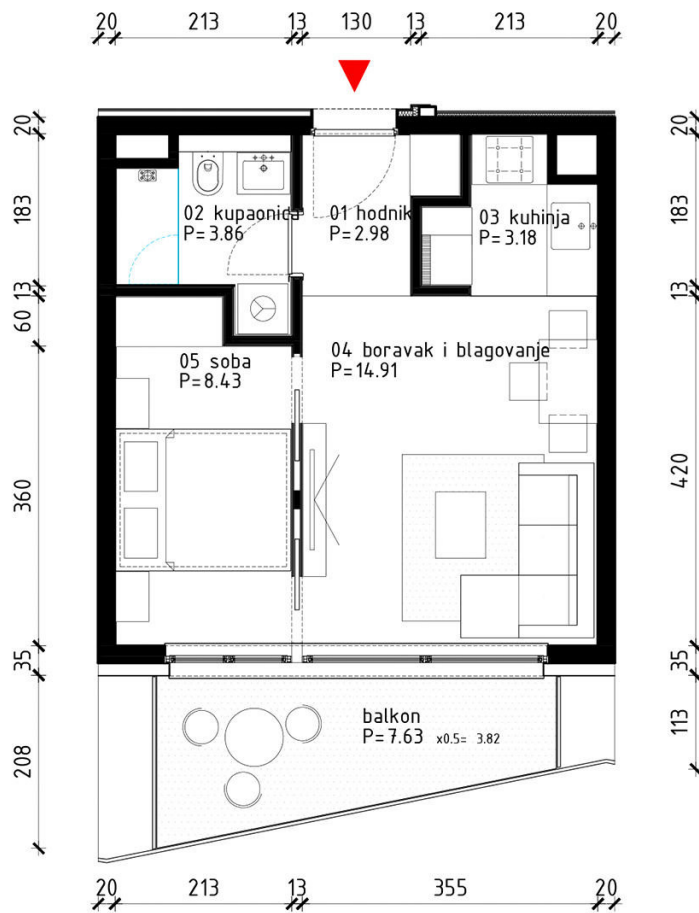 20 213 13 130 13 213 20
20
183
13
60
360
35
208
20
183
13
420
35
113
02 kupaonica
P=3.86
01 hodnik
P=2.98
03 kuhinja
P=3.18
05 soba
P=8.43
04 boravak i blagovanje
P=14.91
balkon
P=7.63 x0.5= 3.82
20 213 13 355 20